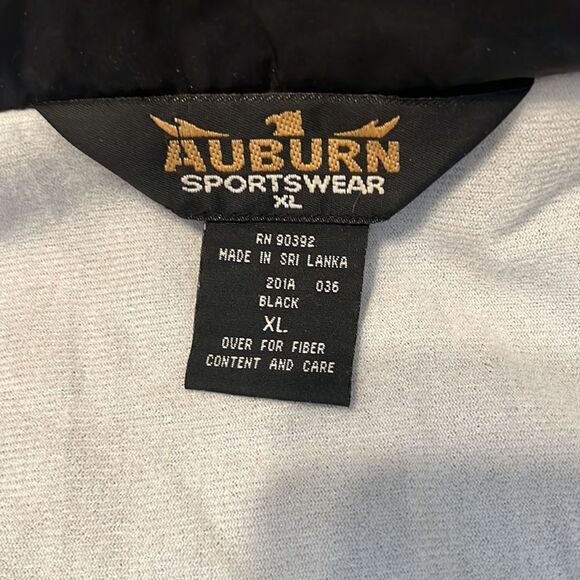 AUBURN
SPORTSWEAR
XL
RN 90392
MADE IN SRI LANKA
201A 036
BLACK
XL
OVER FOR FIBER
CONTENT AND CARE